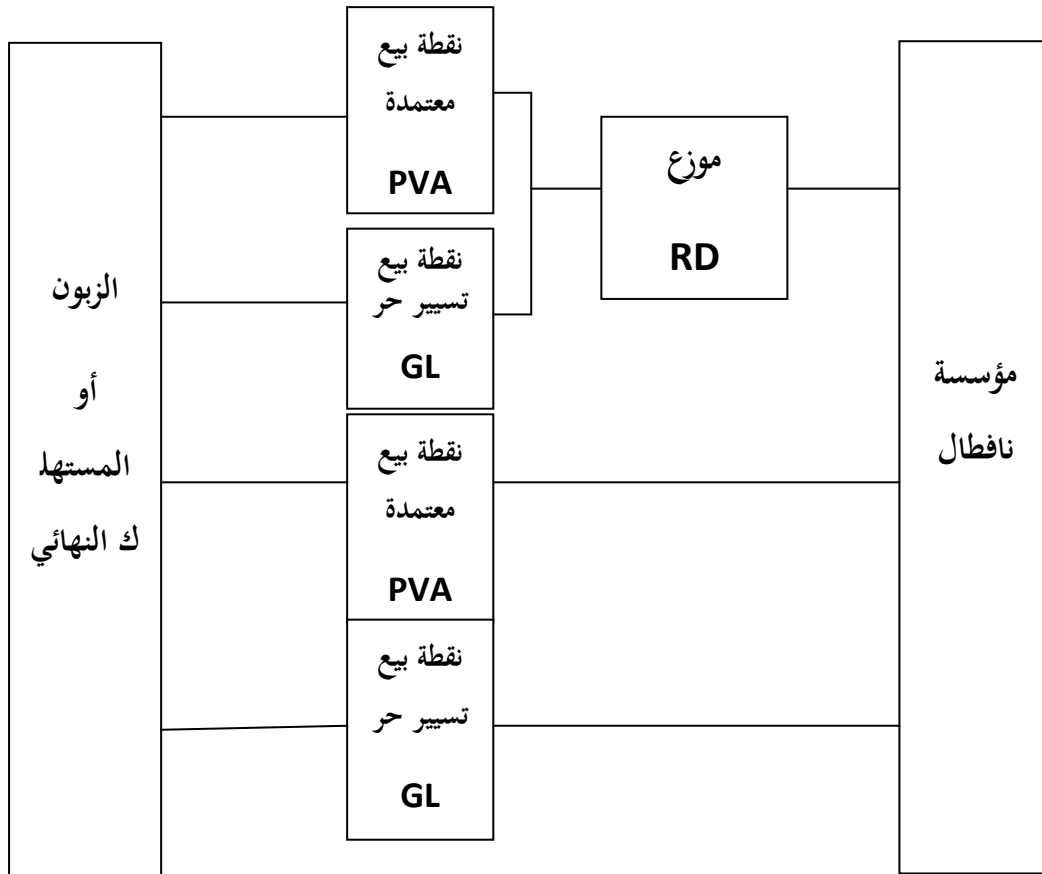 مؤسسة
نافطال
موزع
RD
نقطة بيع
معتمدة
PVA
نقطة بيع
تسيير حر
GL
نقطة بيع
معتمدة
PVA
نقطة بيع
تسيير حر
GL
الزبون
أو
المستهلـ
ك النهائي